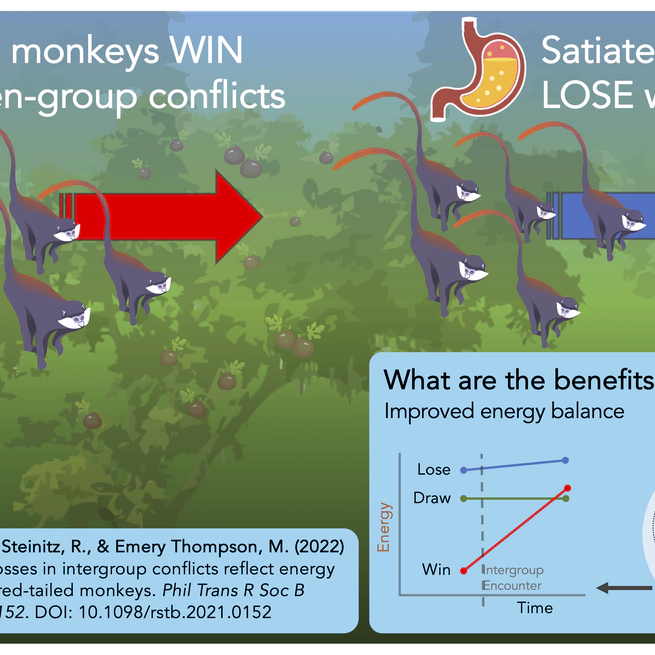 monkeys WIN
en-group conflicts
Satiate
LOSE w
What are the benefits
Improved energy balance
Lose
Draw
Win
Energy
Intergroup
Encounter
Time
Steinitz, R., & Emery Thompson, M. (2022)
osses in intergroup conflicts reflect energy
red-tailed monkeys. Phil Trans R Soc B
152. DOI: 10.1098/rstb.2021.0152